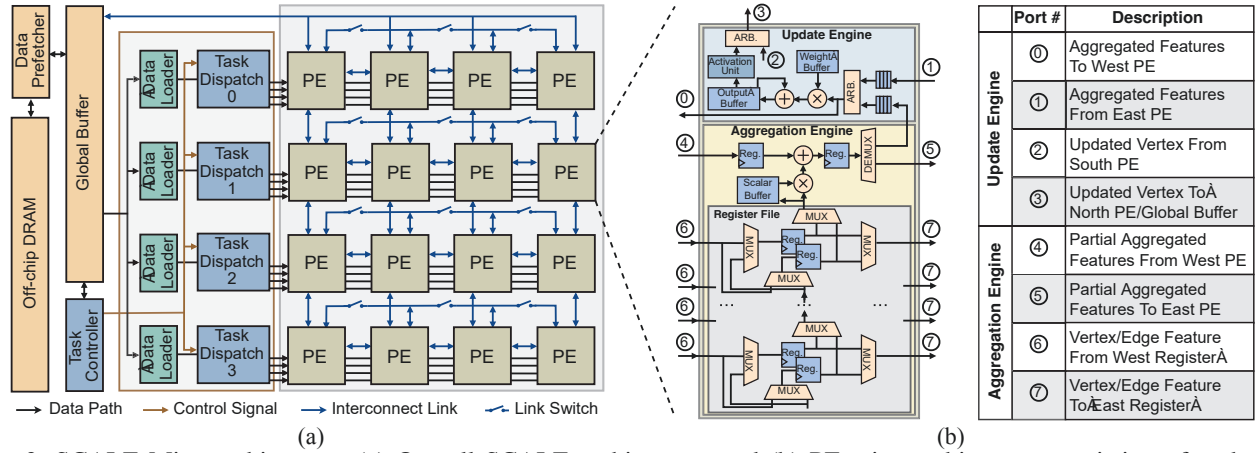 Data
Prefetcher
Off-chip DRAM
Global Buffer
Task
Controller
Data
Loader
Task
Dispatch
0
PE PE PE PE
Data
Loader
Task
Dispatch
1
PE PE PE PE
Data
Loader
Task
Dispatch
2
PE PE PE PE
Data
Loader
Task
Dispatch
3
PE PE PE PE
Data Path
Control Signal
Interconnect Link
Link Switch
(a)
③
Update Engine
ARB.
②
Activation
Unit
WeightÀ
Buffer
①
⓪
OutputÀ
Buffer
+
×
ARB.
Aggregation Engine
④
Reg.
+
Reg.
DEMUX
⑤
Scalar
Buffer
×
Register File
MUX
⑥
MUX
Reg.
Reg.
MUX
⑦
⑥
MUX
⑦
⑥
...
...
...
⑦
⑥
MUX
⑦
⑥
MUX
Reg.
Reg.
MUX
⑦
MUX
(b)
Port # Description
Update Engine
⓪ Aggregated Features
To West PE
① Aggregated Features
From East PE
② Updated Vertex From
South PE
③ Updated Vertex ToÀ
North PE/Global Buffer
Aggregation Engine
④ Partial Aggregated
Features From West PE
⑤ Partial Aggregated
Features To East PE
⑥ Vertex/Edge Feature
From West RegisterÀ
⑦ Vertex/Edge Feature
To East RegisterÀ